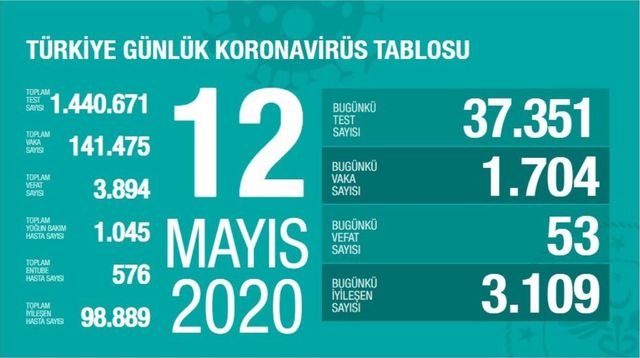 TÜRKİYE GÜNLÜK KORONAVİRÜS TABLOSU
TOPLAM
TEST
SAYISI
1.440.671
TOPLAM
VAKA
SAYISI
141.475
TOPLAM
VEFAT
SAYISI
3.894
TOPLAM
YOĞUN BAKIM
HASTA SAYISI
1.045
TOPLAM
ENTUBE
HASTA SAYISI
576
TOPLAM
İYİLEŞEN
HASTA SAYISI
98.889
12
MAYIS
2020
BUGÜNKÜ
TEST
SAYISI
37.351
BUGÜNKÜ
VAKA
SAYISI
1.704
BUGÜNKÜ
VEFAT
SAYISI
53
BUGÜNKÜ
İYİLEŞEN
SAYISI
3.109